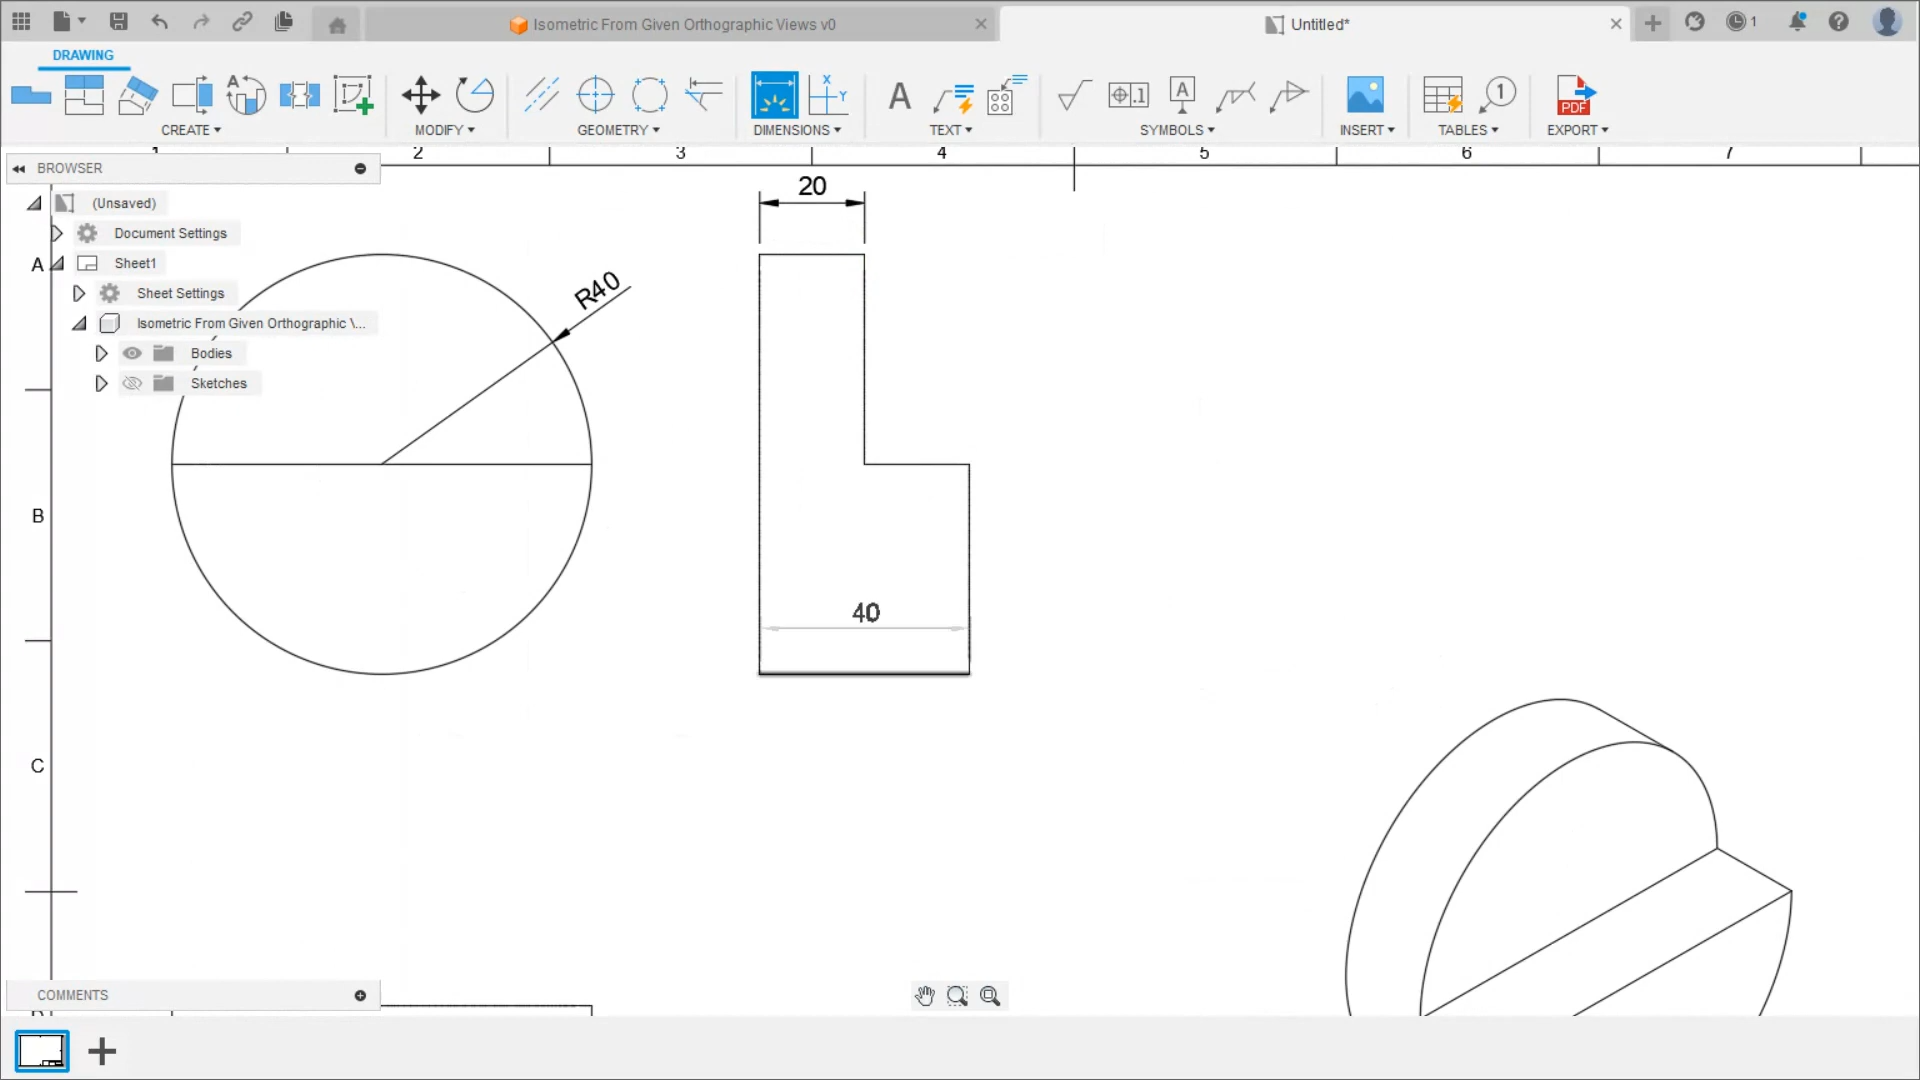 Isometric From Given Orthographic Views v0
Untitled*
1
DRAWING
CREATE
MODIFY
GEOMETRY
DIMENSIONS
TEXT
SYMBOLS
INSERT
TABLES
EXPORT
1 2 3 4 5 6 7
BROWSER
(Unsaved)
Document Settings
Sheet1
Sheet Settings
Isometric From Given Orthographic \...
Bodies
Sketches
A
B
C
R40
20
40
COMMENTS